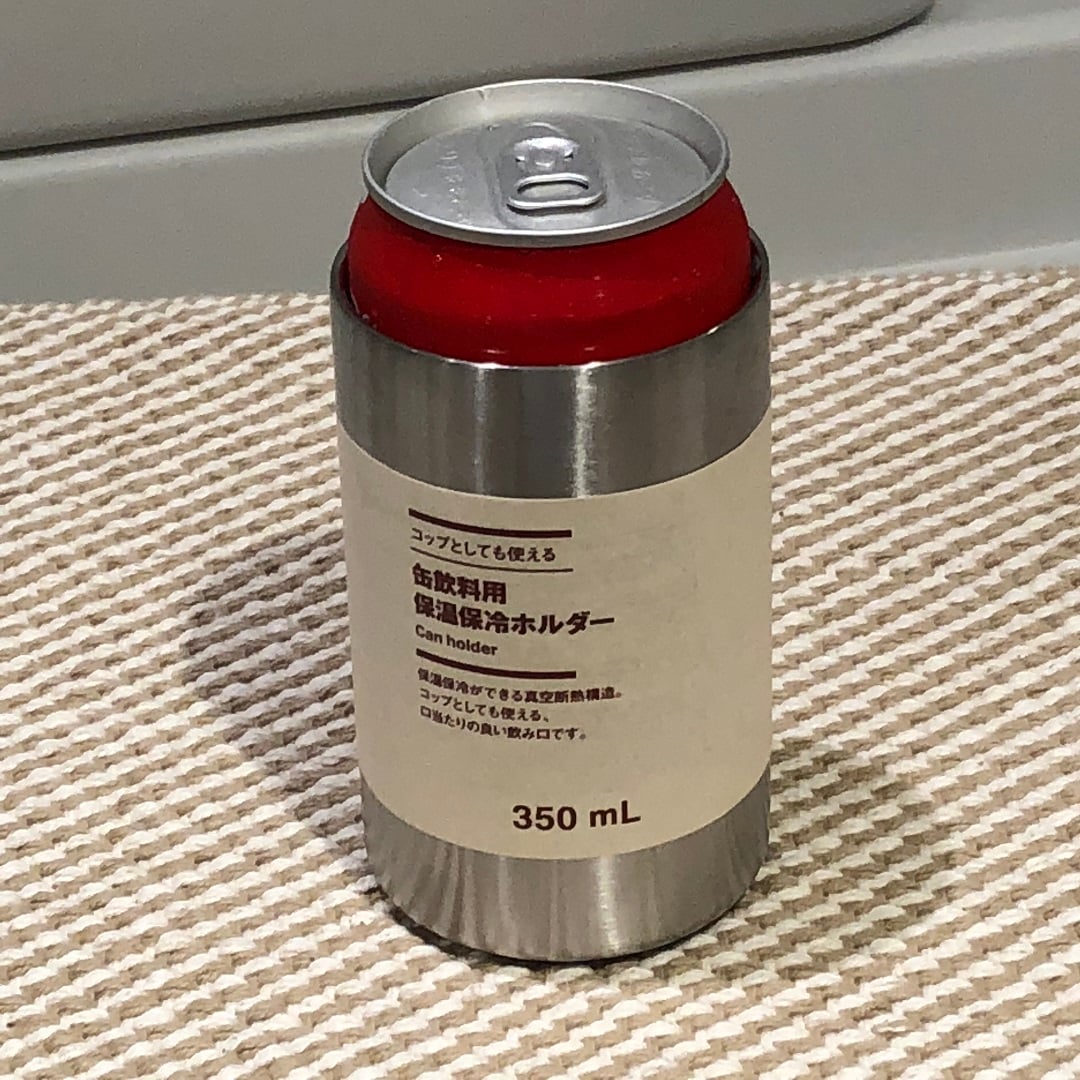 コップとしても使える
缶飲料用
保温保冷ホルダー
Can holder
保温保冷ができる真空断熱構造。
コップとしても使える、
口当たりの良い飲み口です。
350 mL